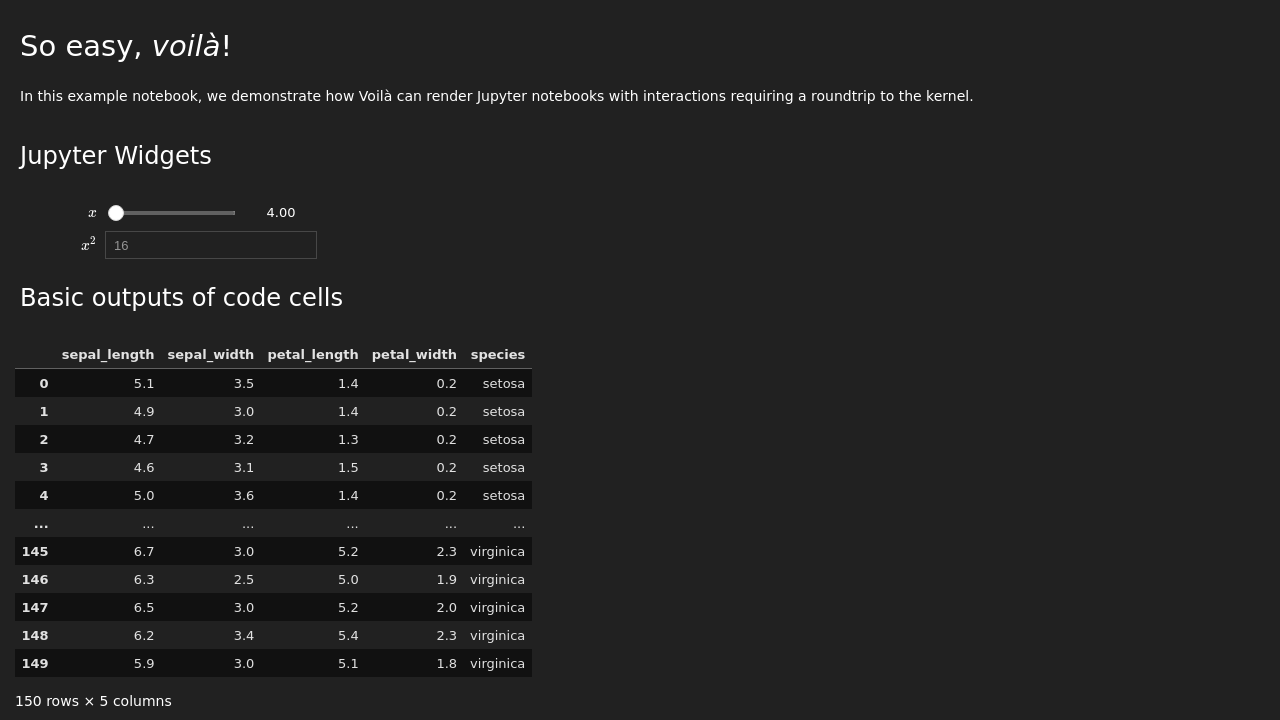 So easy, voilà!
In this example notebook, we demonstrate how Voilà can render Jupyter notebooks with interactions requiring a roundtrip to the kernel.
Jupyter Widgets
x 4.00
x² 16
Basic outputs of code cells
sepal_length sepal_width petal_length petal_width species
0 5.1 3.5 1.4 0.2 setosa
1 4.9 3.0 1.4 0.2 setosa
2 4.7 3.2 1.3 0.2 setosa
3 4.6 3.1 1.5 0.2 setosa
4 5.0 3.6 1.4 0.2 setosa
... ... ... ... ... ...
145 6.7 3.0 5.2 2.3 virginica
146 6.3 2.5 5.0 1.9 virginica
147 6.5 3.0 5.2 2.0 virginica
148 6.2 3.4 5.4 2.3 virginica
149 5.9 3.0 5.1 1.8 virginica
150 rows × 5 columns